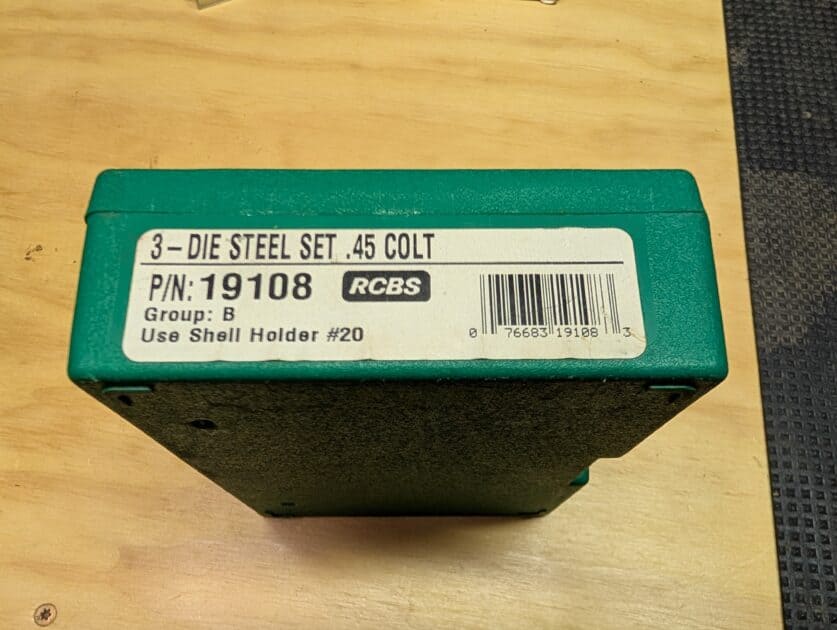 3-DIE STEEL SET .45 COLT
P/N: 19108 RCBS
Group: B
Use Shell Holder #20
0 76683 19108 3